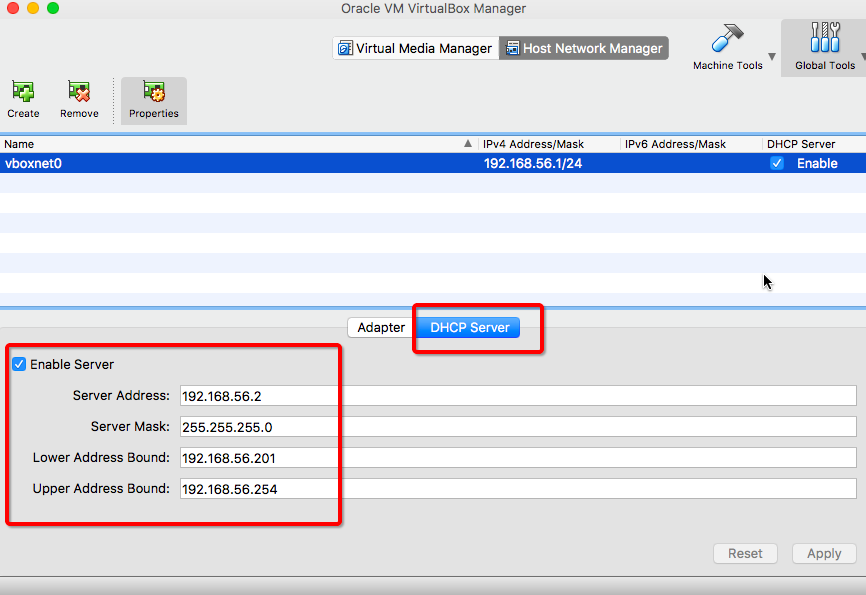 Oracle VM VirtualBox Manager
Virtual Media Manager Host Network Manager
Machine Tools Global Tools
Create Remove Properties
Name IPv4 Address/Mask IPv6 Address/Mask DHCP Server
vboxnet0 192.168.56.1/24 Enable
Adapter DHCP Server
Enable Server
Server Address: 192.168.56.2
Server Mask: 255.255.255.0
Lower Address Bound: 192.168.56.201
Upper Address Bound: 192.168.56.254
Reset Apply